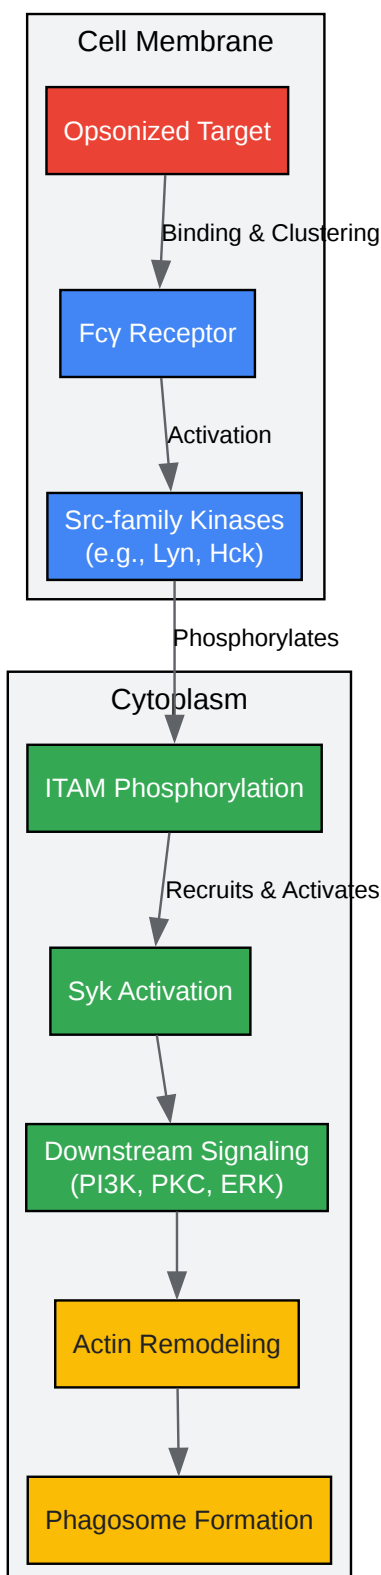 Cell Membrane
Opsonized Target
Binding & Clustering
Fcγ Receptor
Activation
Src-family Kinases
(e.g., Lyn, Hck)
Phosphorylates
Cytoplasm
ITAM Phosphorylation
Recruits & Activates
Syk Activation
Downstream Signaling
(PI3K, PKC, ERK)
Actin Remodeling
Phagosome Formation